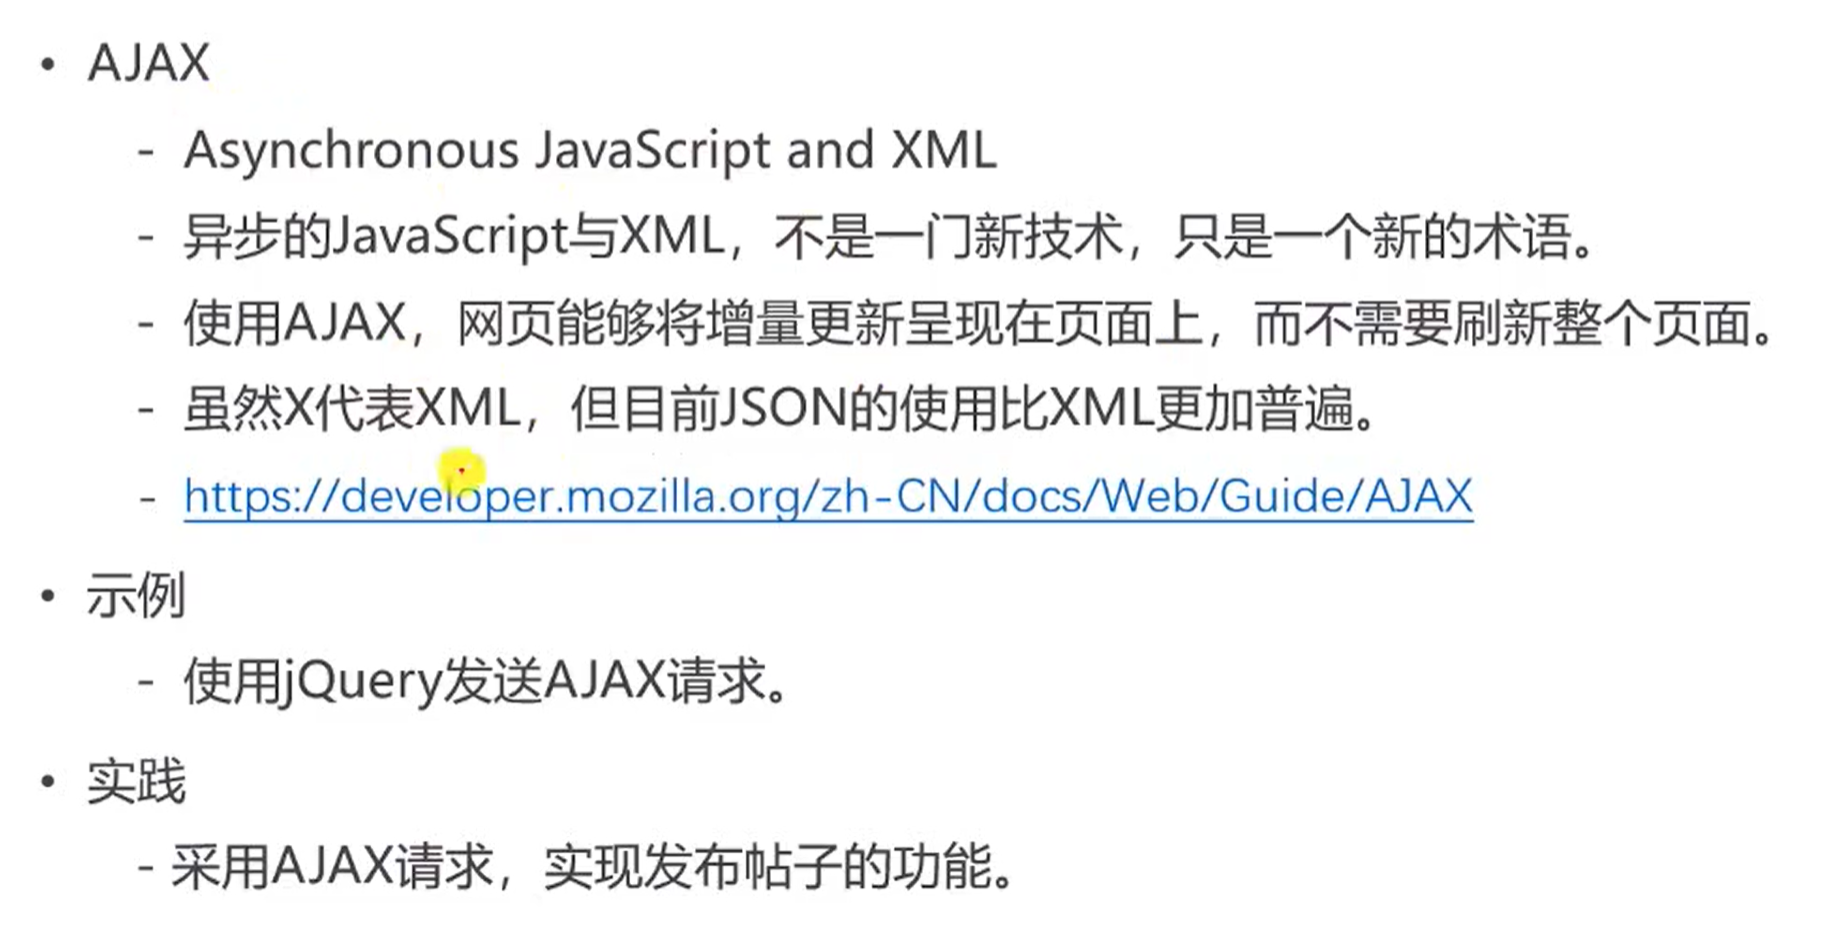 • AJAX
- Asynchronous JavaScript and XML
- 异步的JavaScript与XML，不是一门新技术，只是一个新的术语。
- 使用AJAX，网页能够将增量更新呈现在页面上，而不需要刷新整个页面。
- 虽然X代表XML，但目前JSON的使用比XML更加普遍。
- https://developer.mozilla.org/zh-CN/docs/Web/Guide/AJAX
• 示例
- 使用jQuery发送AJAX请求。
• 实践
- 采用AJAX请求，实现发布帖子的功能。